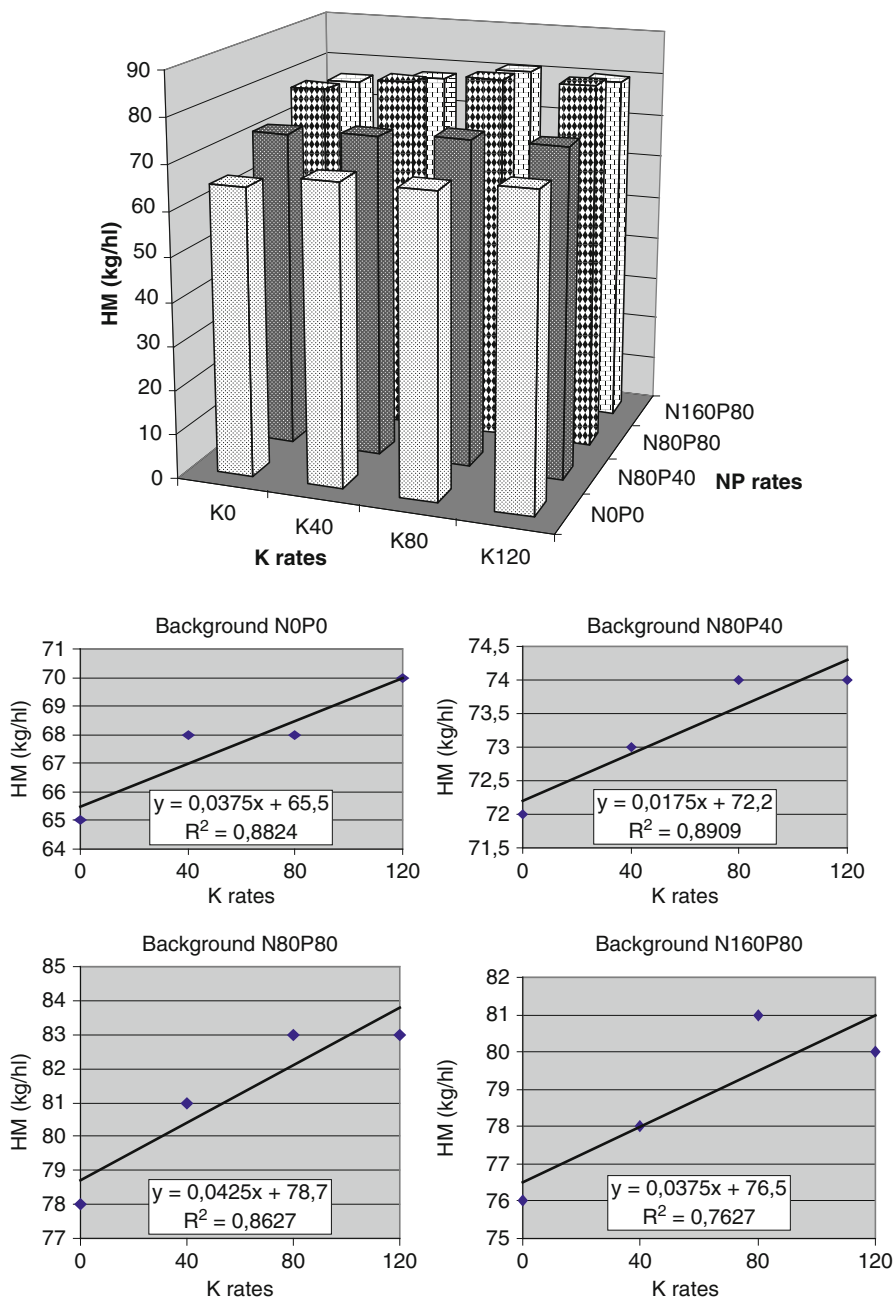 90
80
70
60
50
40
30
20
10
0
HM (kg/hl)
K0
K40
K80
K120
K rates
N160P80
N80P80
N80P40
N0P0
NP rates
Background N0P0
71
70
69
68
67
66
65
64
HM (kg/hl)
y = 0,0375x + 65,5
R² = 0,8824
0 40 80 120
K rates
Background N80P40
74,5
74
73,5
73
72,5
72
71,5
HM (kg/hl)
y = 0,0175x + 72,2
R² = 0,8909
0 40 80 120
K rates
Background N80P80
85
84
83
82
81
80
79
78
77
HM (kg/hl)
y = 0,0425x + 78,7
R² = 0,8627
0 40 80 120
K rates
Background N160P80
82
81
80
79
78
77
76
75
HM (kg/hl)
y = 0,0375x + 76,5
R² = 0,7627
0 40 80 120
K rates